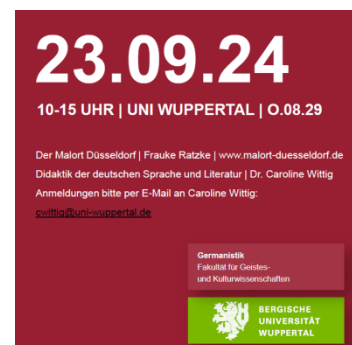 23.09.24
10-15 UHR | UNI WUPPERTAL | O.08.29
Der Malort Düsseldorf | Frauke Ratzke | www.malort-duesseldorf.de
Didaktik der deutschen Sprache und Literatur | Dr. Caroline Wittig
Anmeldungen bitte per E-Mail an Caroline Wittig:
cwittig@uni-wuppertal.de
Germanistik
Fakultät für Geistes-
und Kulturwissenschaften
BERGISCHE
UNIVERSITÄT
WUPPERTAL